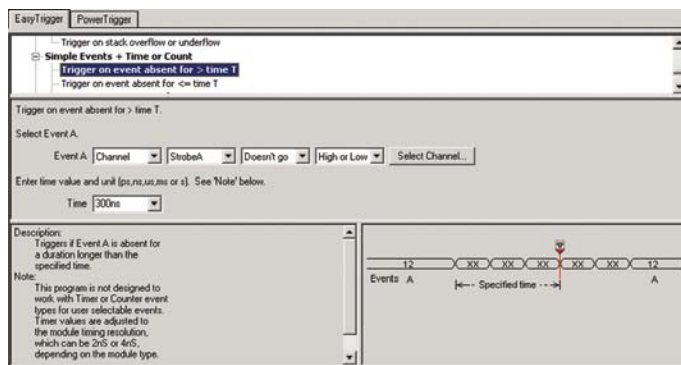 EasyTrigger PowerTrigger
Trigger on stack overflow or underflow
Simple Events + Time or Count
Trigger on event absent for > time T
Trigger on event absent for <= time T
Trigger on event absent for > time T.
Select Event A.
Event A Channel StrobeA Doesn't go High or Low Select Channel...
Enter time value and unit (ps,ns,us,ms or s). See 'Note' below.
Time 300ns
Description:
Triggers if Event A is absent for
a duration longer than the
specified time.
Note:
This program is not designed to
work with Timer or Counter event
types for user selectable events.
Timer values are adjusted to
the module timing resolution,
which can be 2nS or 4nS,
depending on the module type.
T
12 XX XX XX XX XX 12
Events A A
Specified time